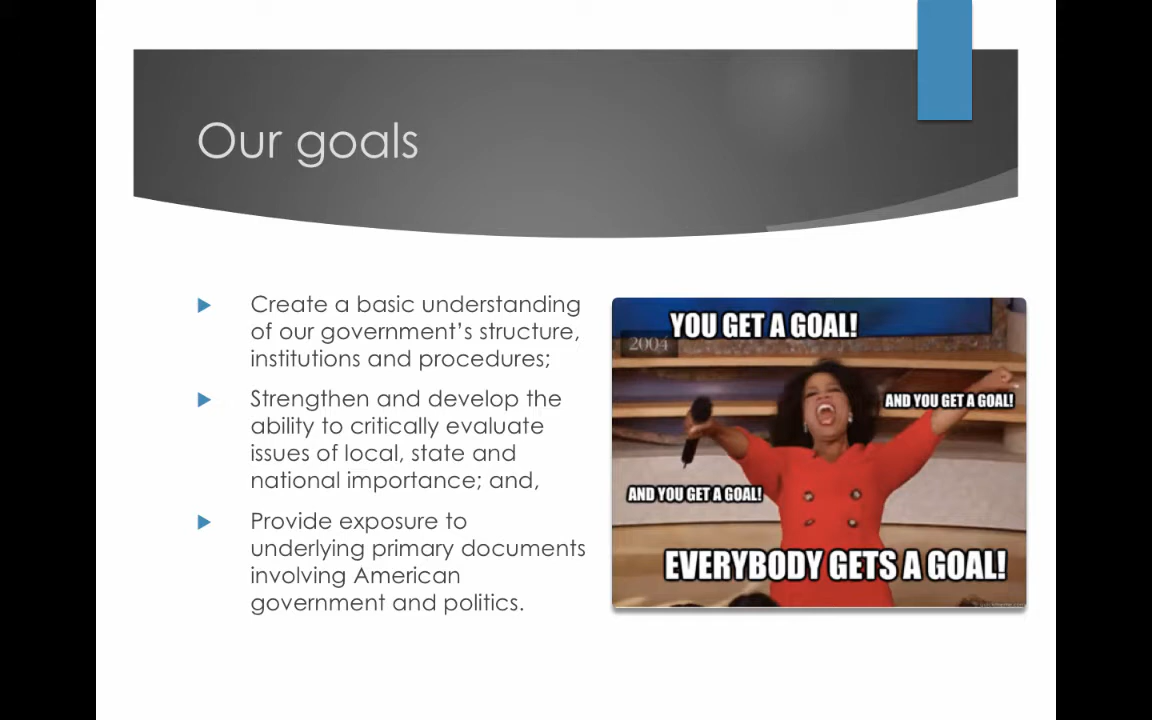 Our goals
Create a basic understanding
of our government's structure,
institutions and procedures;
Strengthen and develop the
ability to critically evaluate
issues of local, state and
national importance; and,
Provide exposure to
underlying primary documents
involving American
government and politics.
YOU GET A GOAL!
2004
AND YOU GET A GOAL!
AND YOU GET A GOAL!
EVERYBODY GETS A GOAL!